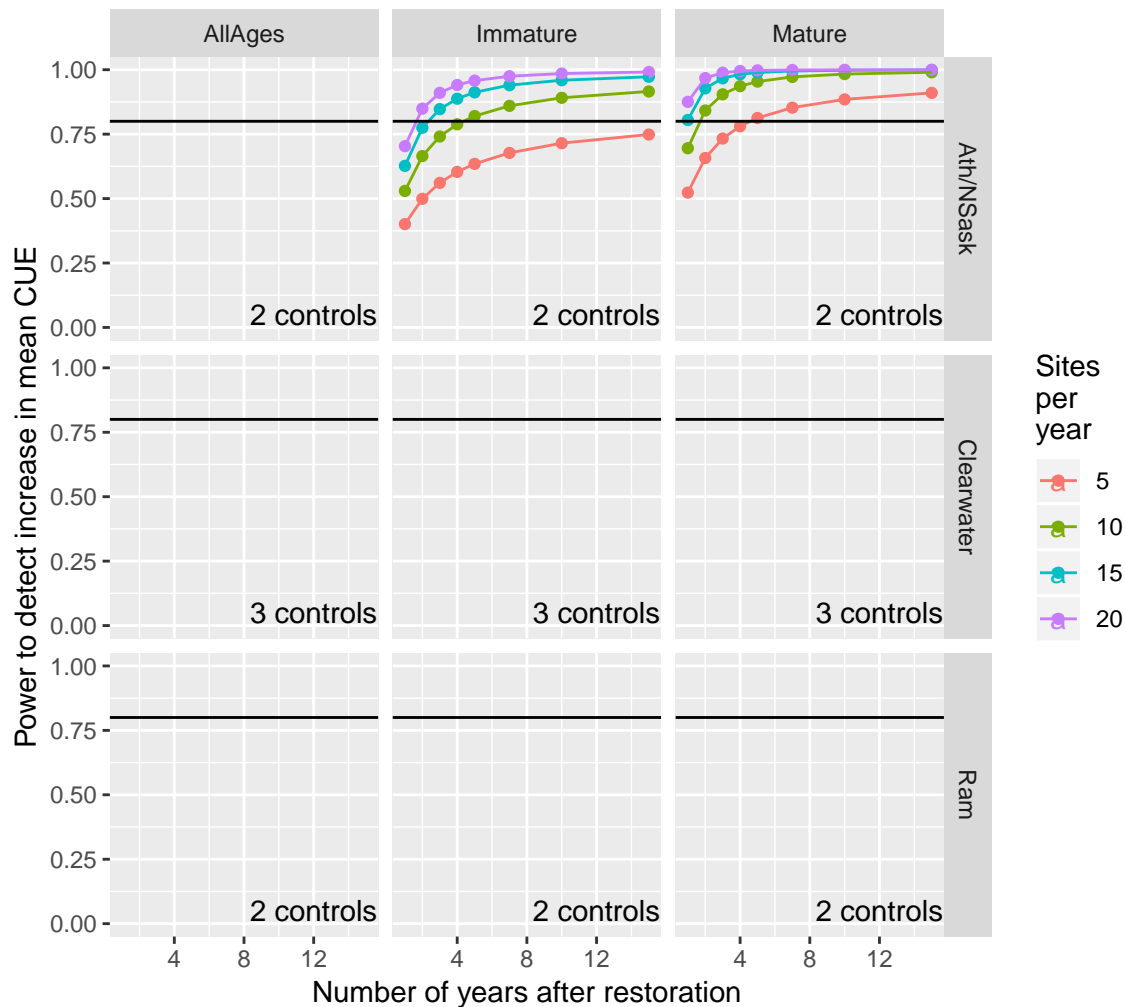 AllAges Immature Mature
Power to detect increase in mean CUE
1.00
0.75
0.50
0.25
0.00
2 controls 2 controls 2 controls
Ath/NSask
1.00
0.75
0.50
0.25
0.00
3 controls 3 controls 3 controls
Clearwater
1.00
0.75
0.50
0.25
0.00
2 controls 2 controls 2 controls
Ram
4 8 12 4 8 12 4 8 12
Number of years after restoration
Sites
per
year
a 5
a 10
a 15
a 20